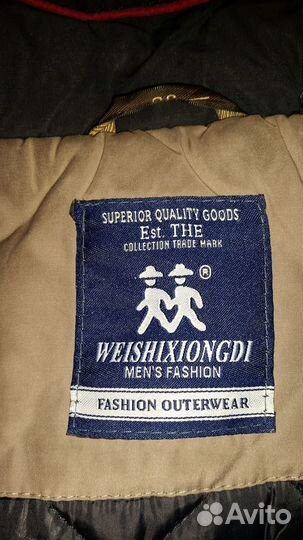 SUPERIOR QUALITY GOODS
Est. THE
COLLECTION TRADE MARK
®
WEISHIXIONGDI
MEN'S FASHION
FASHION OUTERWEAR
Avito